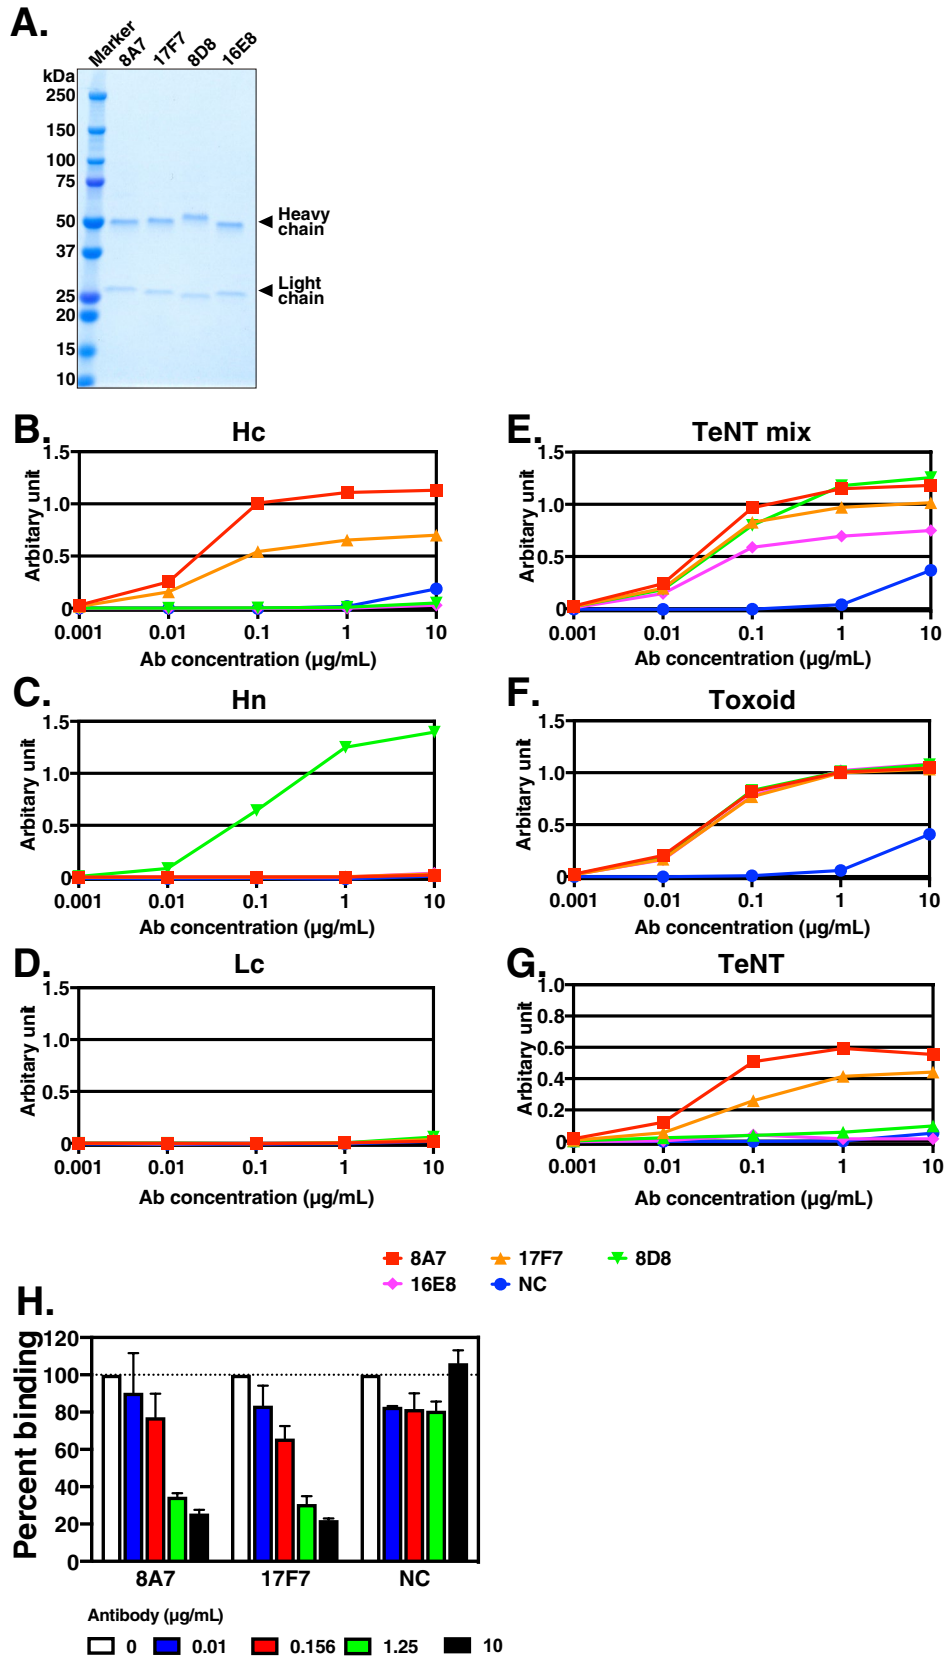 A.
Marker 8A7 17F7 8D8 16E8
kDa
250
150
100
75
50
37
25
20
15
10
Heavy chain
Light chain
B.
Hc
Arbitary unit
1.5
1.0
0.5
0
0.001 0.01 0.1 1 10
Ab concentration (µg/mL)
E.
TeNT mix
Arbitary unit
1.5
1.0
0.5
0
0.001 0.01 0.1 1 10
Ab concentration (µg/mL)
C.
Hn
Arbitary unit
1.5
1.0
0.5
0
0.001 0.01 0.1 1 10
Ab concentration (µg/mL)
F.
Toxoid
Arbitary unit
1.5
1.0
0.5
0
0.001 0.01 0.1 1 10
Ab concentration (µg/mL)
D.
Lc
Arbitary unit
1.5
1.0
0.5
0
0.001 0.01 0.1 1 10
Ab concentration (µg/mL)
G.
TeNT
Arbitary unit
1.0
0.8
0.6
0.4
0.2
0
0.001 0.01 0.1 1 10
Ab concentration (µg/mL)
8A7 17F7 8D8
16E8 NC
H.
Percent binding
120
100
80
60
40
20
0
8A7 17F7 NC
Antibody (µg/mL)
0 0.01 0.156 1.25 10